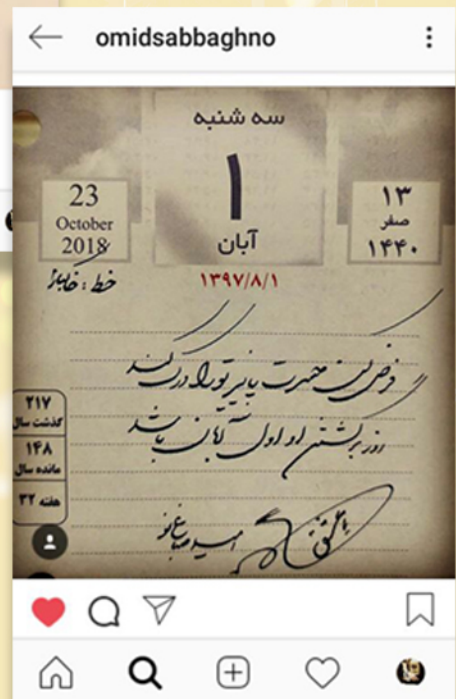 omidsabbaghno
سه شنبه
۱
آبان
۱۳۹۷/۸/۱
23
October
2018
۱۳
صفر
۱۴۴۰
خط:
فرض کن حضرت پاییز تو را درک کند
روز برگشتن او اول آبان باشد
امید صباغ نو
۲۱۷
گذشت سال
۱۴۸
مانده سال
هفته ۳۲